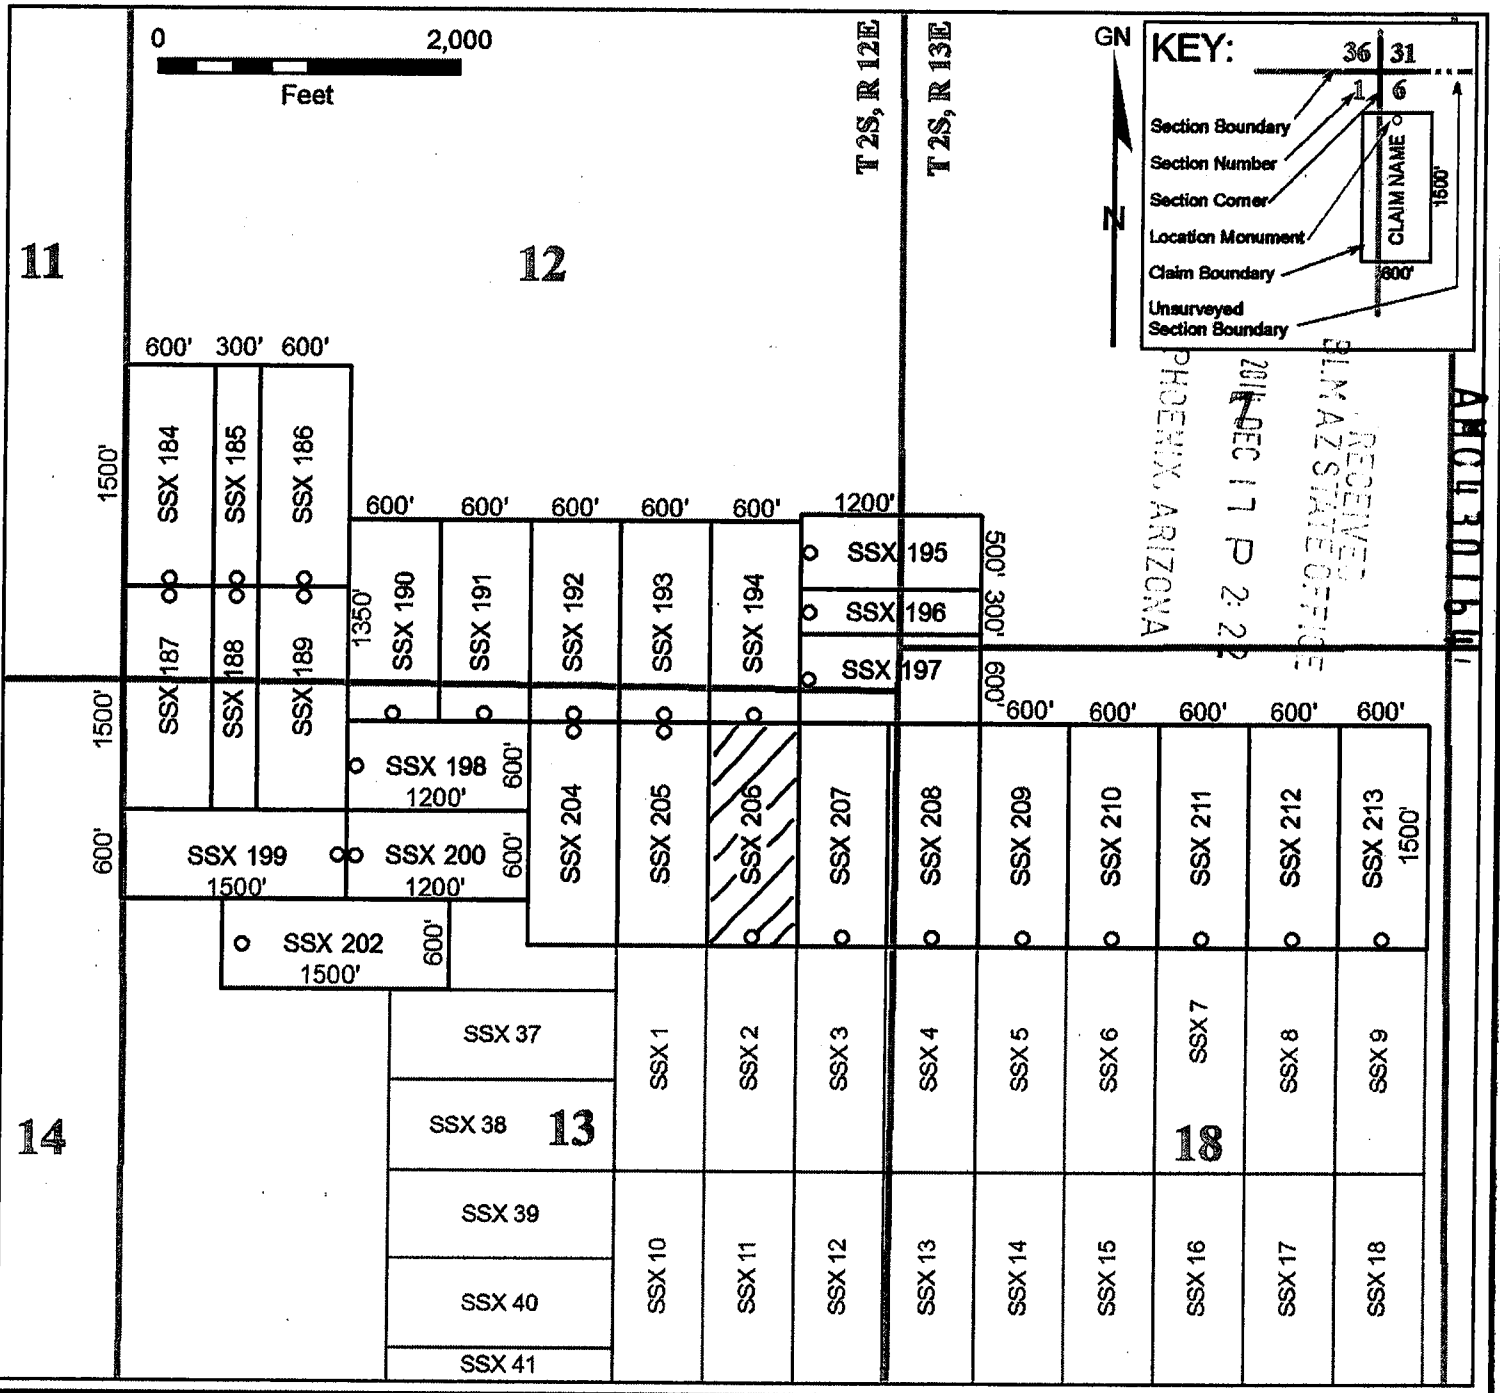 0 2,000
Feet
T 2S, R 12E
T 2S, R 13E
GN
N
KEY:
36 31
1 6
Section Boundary
Section Number
Section Corner
Location Monument
Claim Boundary
Unsurveyed
Section Boundary
CLAIM NAME
1500'
600'
RECEIVED
BLM AZ STATE OFFICE
DEC 17 P 2:22
PHOENIX, ARIZONA
11
12
600' 300' 600'
1500'
SSX 184
SSX 185
SSX 186
600' 600' 600' 600' 600' 1200'
1350'
SSX 190
SSX 191
SSX 192
SSX 193
SSX 194
SSX 195
500'
SSX 196
300'
SSX 197
600'
SSX 187
SSX 188
SSX 189
1500'
600' 600' 600' 600' 600'
SSX 198
1200'
600'
SSX 199
1500'
600'
SSX 200
1200'
600'
SSX 202
1500'
600'
SSX 204
SSX 205
SSX 206
SSX 207
SSX 208
SSX 209
SSX 210
SSX 211
SSX 212
SSX 213
1500'
SSX 37
SSX 1
SSX 2
SSX 3
SSX 4
SSX 5
SSX 6
SSX 7
SSX 8
SSX 9
14
SSX 38
13
18
SSX 39
SSX 40
SSX 41
SSX 10
SSX 11
SSX 12
SSX 13
SSX 14
SSX 15
SSX 16
SSX 17
SSX 18